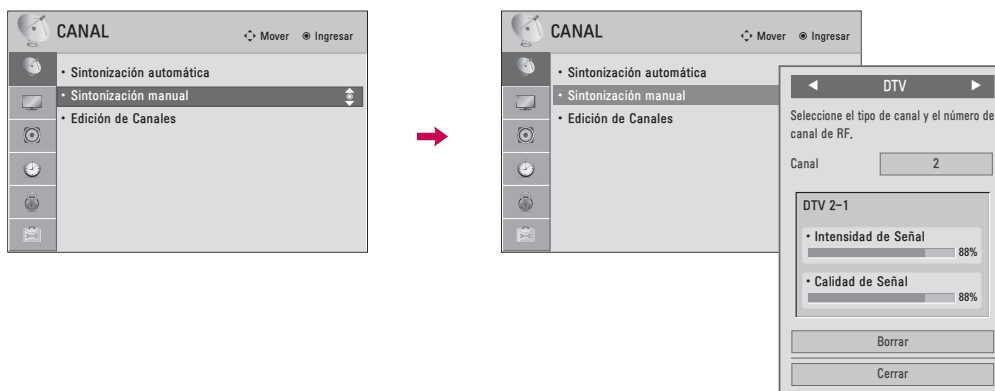 CANAL
Mover Ingresar
• Sintonización automática
• Sintonización manual
• Edición de Canales
CANAL
Mover Ingresar
• Sintonización automática
• Sintonización manual
• Edición de Canales
DTV
Seleccione el tipo de canal y el número de
canal de RF.
Canal 2
DTV 2-1
• Intensidad de Señal
88%
• Calidad de Señal
88%
Borrar
Cerrar